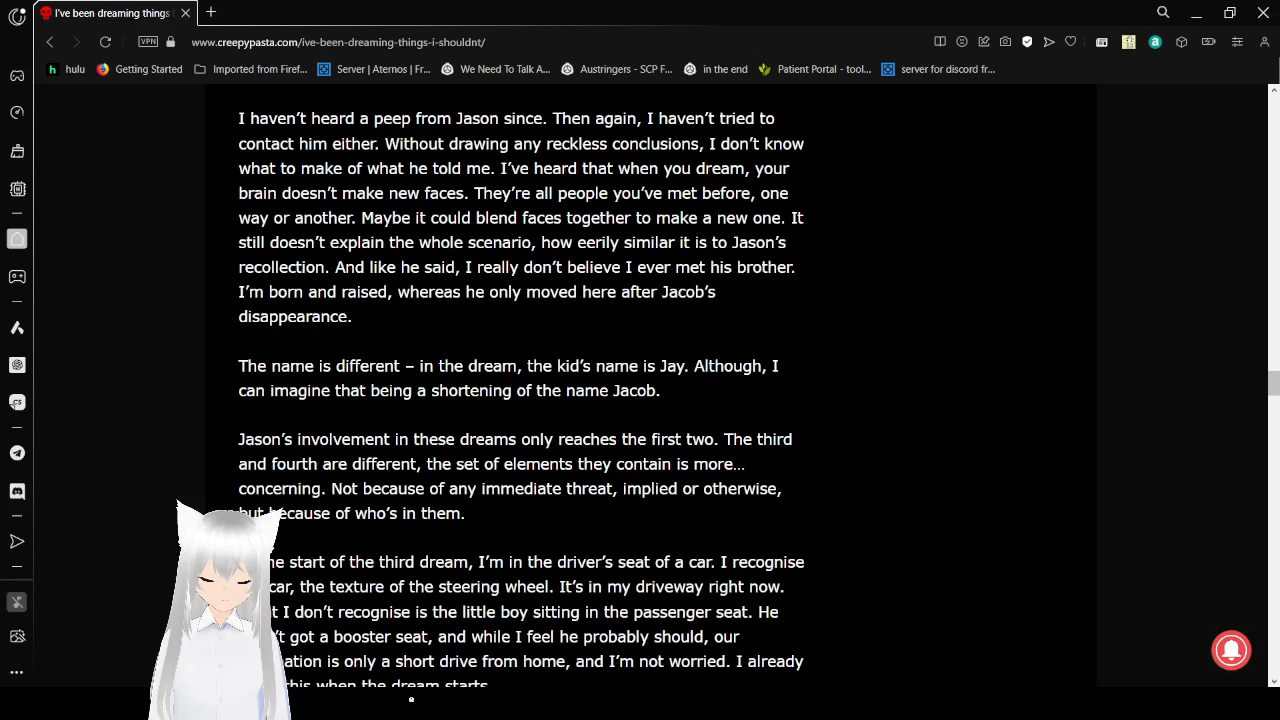 I've been dreaming things
VPN
www.creepypasta.com/ive-been-dreaming-things-i-shouldnt/
hulu
Getting Started
Imported from Firef...
Server | Aternos | Fr...
We Need To Talk A...
Austringers - SCP F...
in the end
Patient Portal - tool...
server for discord fr...
I haven't heard a peep from Jason since. Then again, I haven't tried to
contact him either. Without drawing any reckless conclusions, I don't know
what to make of what he told me. I've heard that when you dream, your
brain doesn't make new faces. They're all people you've met before, one
way or another. Maybe it could blend faces together to make a new one. It
still doesn't explain the whole scenario, how eerily similar it is to Jason's
recollection. And like he said, I really don't believe I ever met his brother.
I'm born and raised, whereas he only moved here after Jacob's
disappearance.
The name is different – in the dream, the kid's name is Jay. Although, I
can imagine that being a shortening of the name Jacob.
Jason's involvement in these dreams only reaches the first two. The third
and fourth are different, the set of elements they contain is more...
concerning. Not because of any immediate threat, implied or otherwise,
but because of who's in them.
start of the third dream, I'm in the driver's seat of a car. I recognise
car, the texture of the steering wheel. It's in my driveway right now.
I don't recognise is the little boy sitting in the passenger seat. He
got a booster seat, and while I feel he probably should, our
is only a short drive from home, and I'm not worried. I already
this when the dream starts.